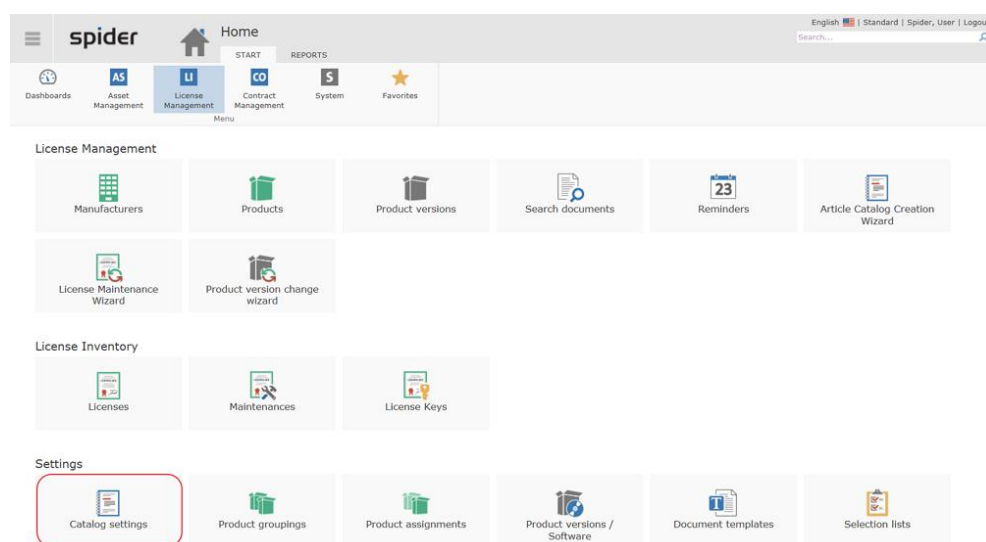 English | Standard | Spider, User | Logou
spider
Home
Search...
START REPORTS
Dashboards
AS
Asset
Management
LI
License
Management
CO
Contract
Management
S
System
Favorites
Menu
License Management
Manufacturers
Products
Product versions
Search documents
23
Reminders
Article Catalog Creation
Wizard
License Maintenance
Wizard
Product version change
wizard
License Inventory
Licenses
Maintenances
License Keys
Settings
Catalog settings
Product groupings
Product assignments
Product versions /
Software
T
Document templates
Selection lists